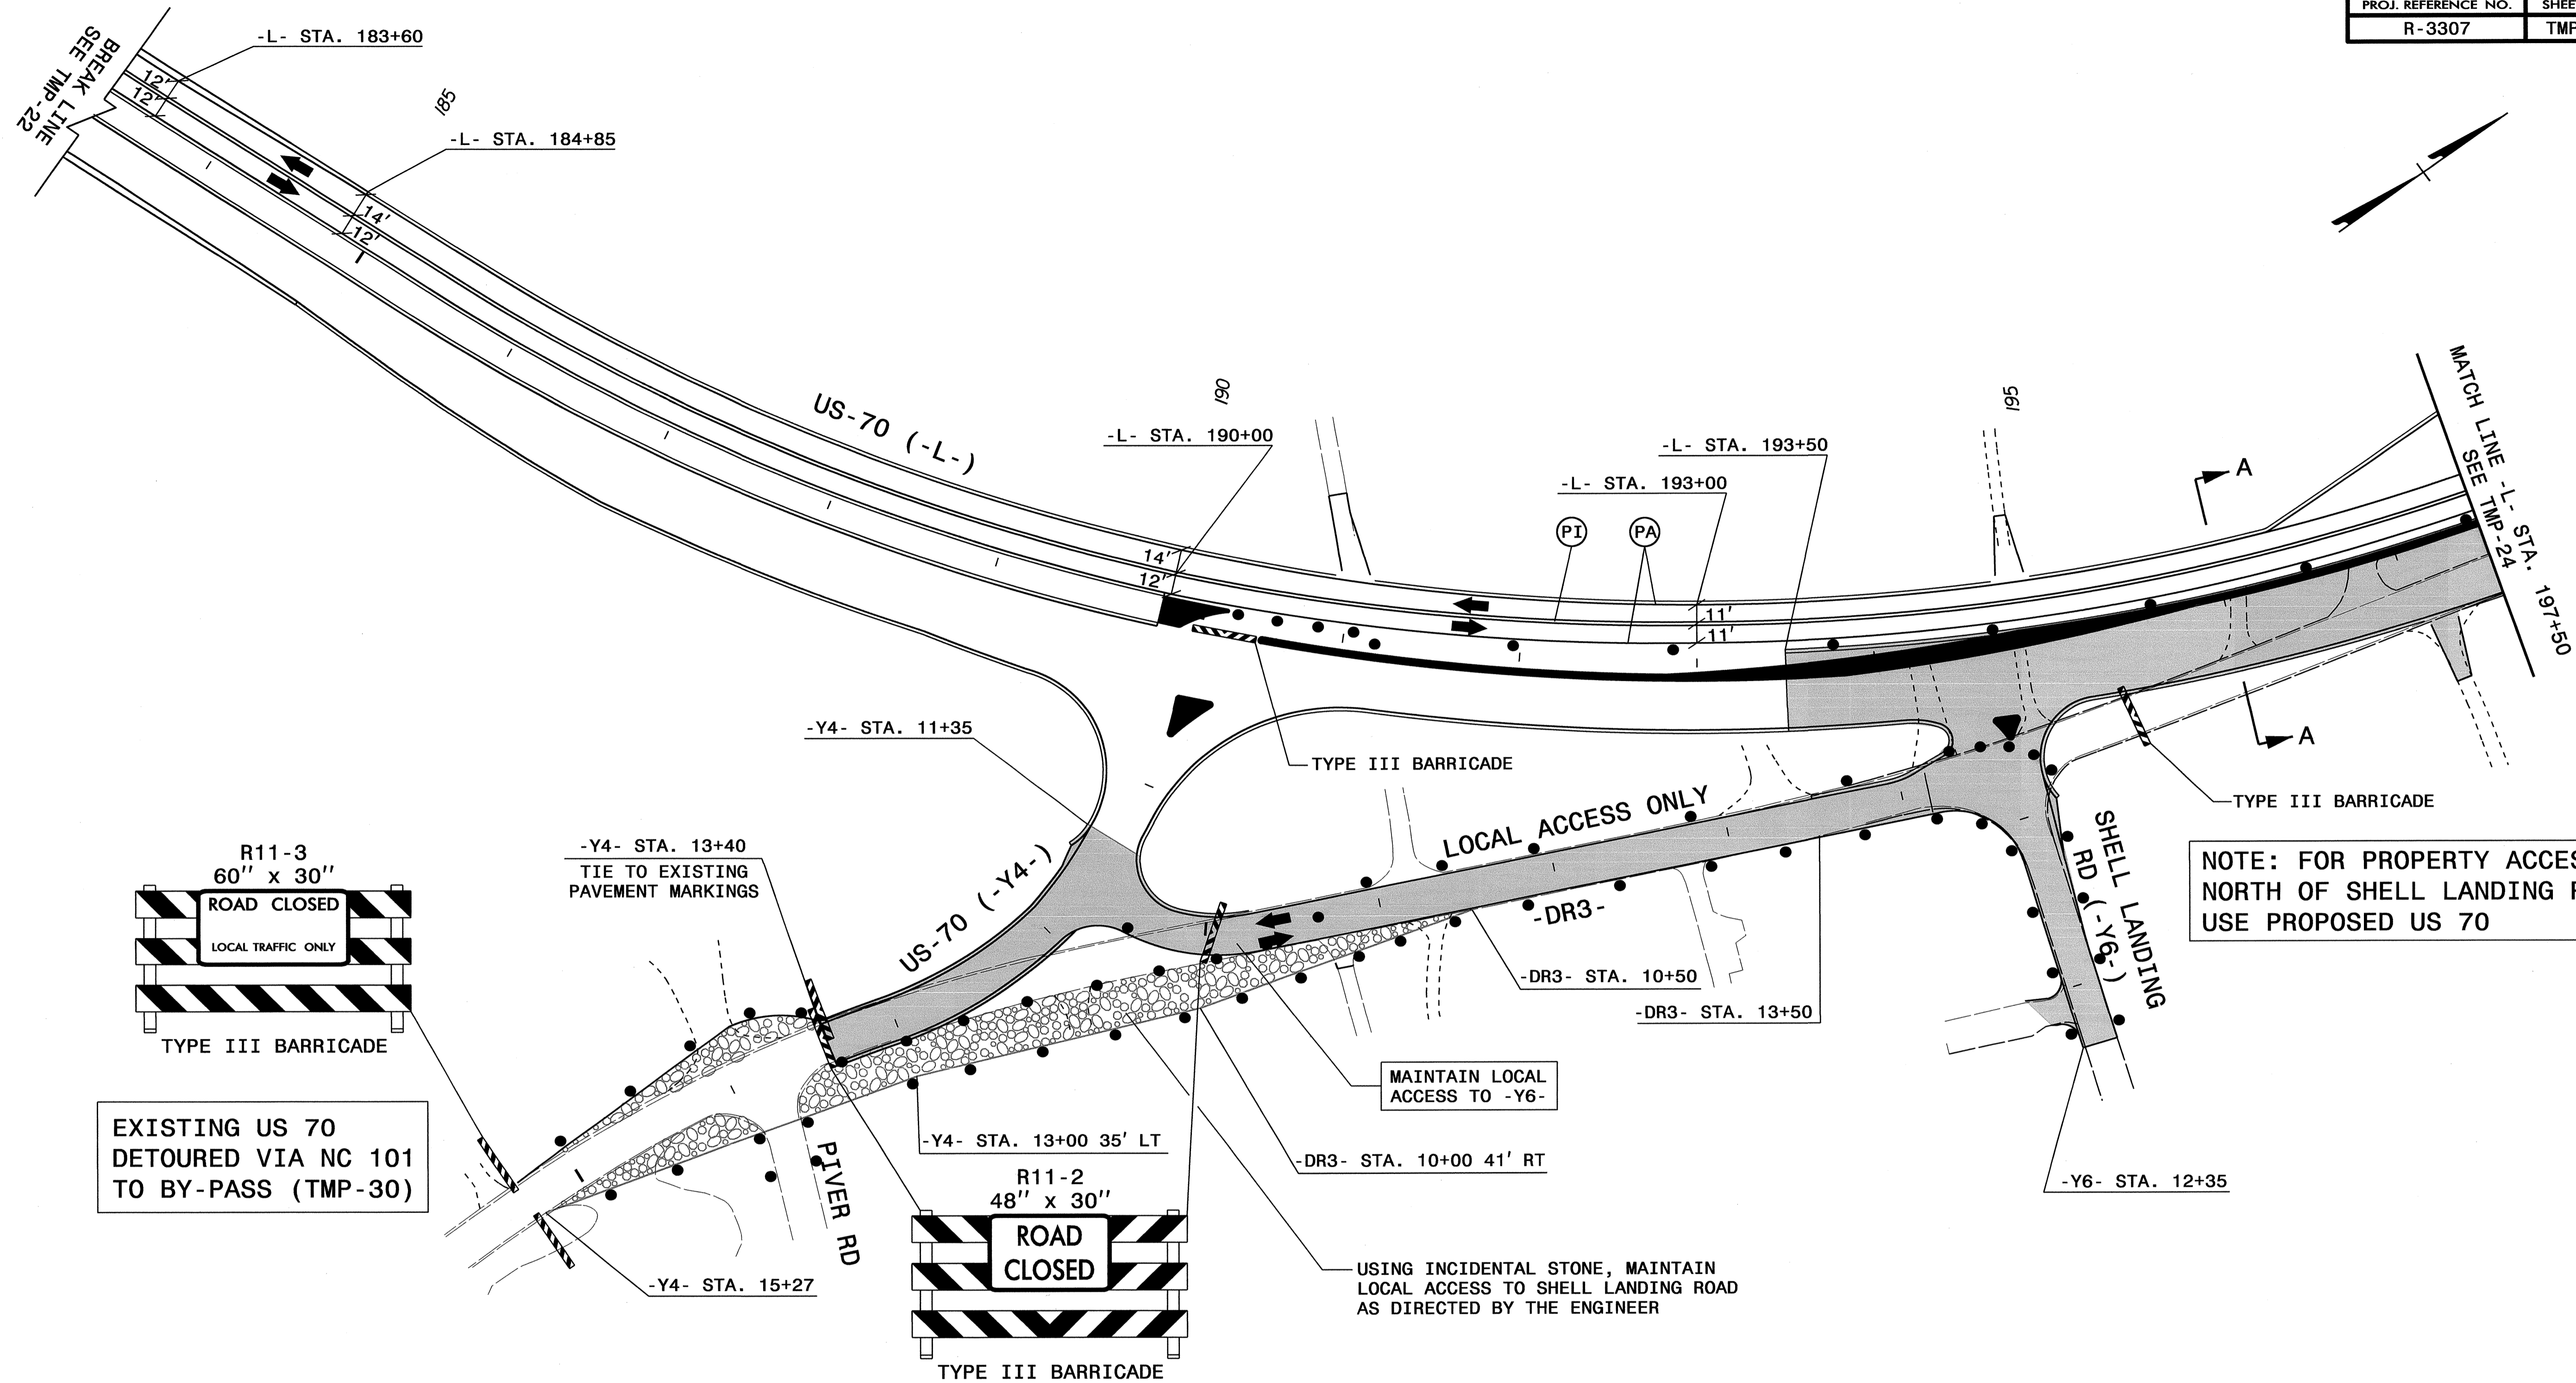 PROJ. REFERENCE NO.
SHEE
R-3307
TMP
-L- STA. 183+60
BREAK LINE
SEE TMP-22
12'
12'
185
-L- STA. 184+85
14'
12'
US-70 (-L-)
190
-L- STA. 190+00
14'
12'
-L- STA. 193+50
-L- STA. 193+00
PI
PA
11'
11'
195
A
A
MATCH LINE -L- STA. 197+50
SEE TMP-24
-Y4- STA. 11+35
TYPE III BARRICADE
TYPE III BARRICADE
LOCAL ACCESS ONLY
-DR3-
SHELL LANDING
RD (-Y6-)
NOTE: FOR PROPERTY ACCES
NORTH OF SHELL LANDING R
USE PROPOSED US 70
R11-3
60" x 30"
ROAD CLOSED
LOCAL TRAFFIC ONLY
TYPE III BARRICADE
-Y4- STA. 13+40
TIE TO EXISTING
PAVEMENT MARKINGS
US-70 (-Y4-)
-DR3- STA. 10+50
-DR3- STA. 13+50
MAINTAIN LOCAL
ACCESS TO -Y6-
EXISTING US 70
DETOURED VIA NC 101
TO BY-PASS (TMP-30)
PIVER RD
-Y4- STA. 13+00 35' LT
-DR3- STA. 10+00 41' RT
-Y6- STA. 12+35
R11-2
48" x 30"
ROAD
CLOSED
TYPE III BARRICADE
-Y4- STA. 15+27
USING INCIDENTAL STONE, MAINTAIN
LOCAL ACCESS TO SHELL LANDING ROAD
AS DIRECTED BY THE ENGINEER